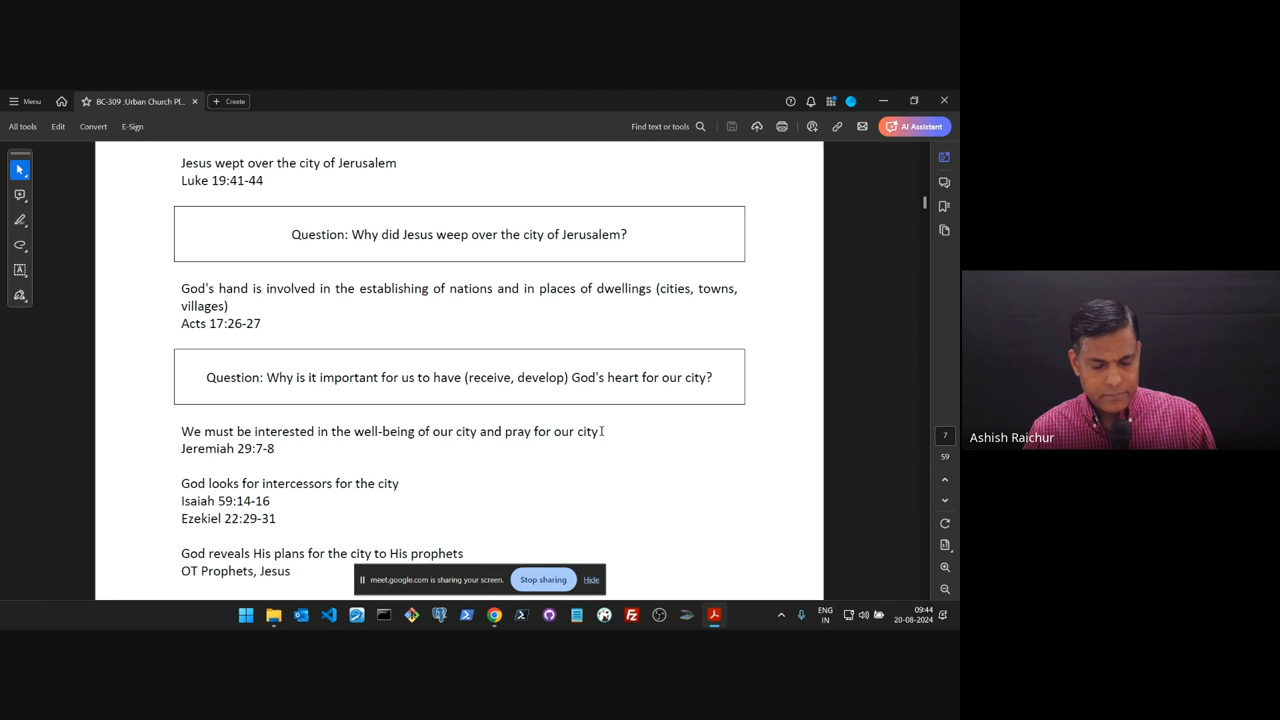 Menu
BC-309 :Urban Church Pl...
Create
All tools
Edit
Convert
E-Sign
Find text or tools
AI Assistant
Jesus wept over the city of Jerusalem
Luke 19:41-44
Question: Why did Jesus weep over the city of Jerusalem?
God's hand is involved in the establishing of nations and in places of dwellings (cities, towns,
villages)
Acts 17:26-27
Question: Why is it important for us to have (receive, develop) God's heart for our city?
We must be interested in the well-being of our city and pray for our city
Jeremiah 29:7-8
God looks for intercessors for the city
Isaiah 59:14-16
Ezekiel 22:29-31
God reveals His plans for the city to His prophets
OT Prophets, Jesus
7
59
meet.google.com is sharing your screen.
Stop sharing
Hide
Ashish Raichur
ENG
IN
09:44
20-08-2024